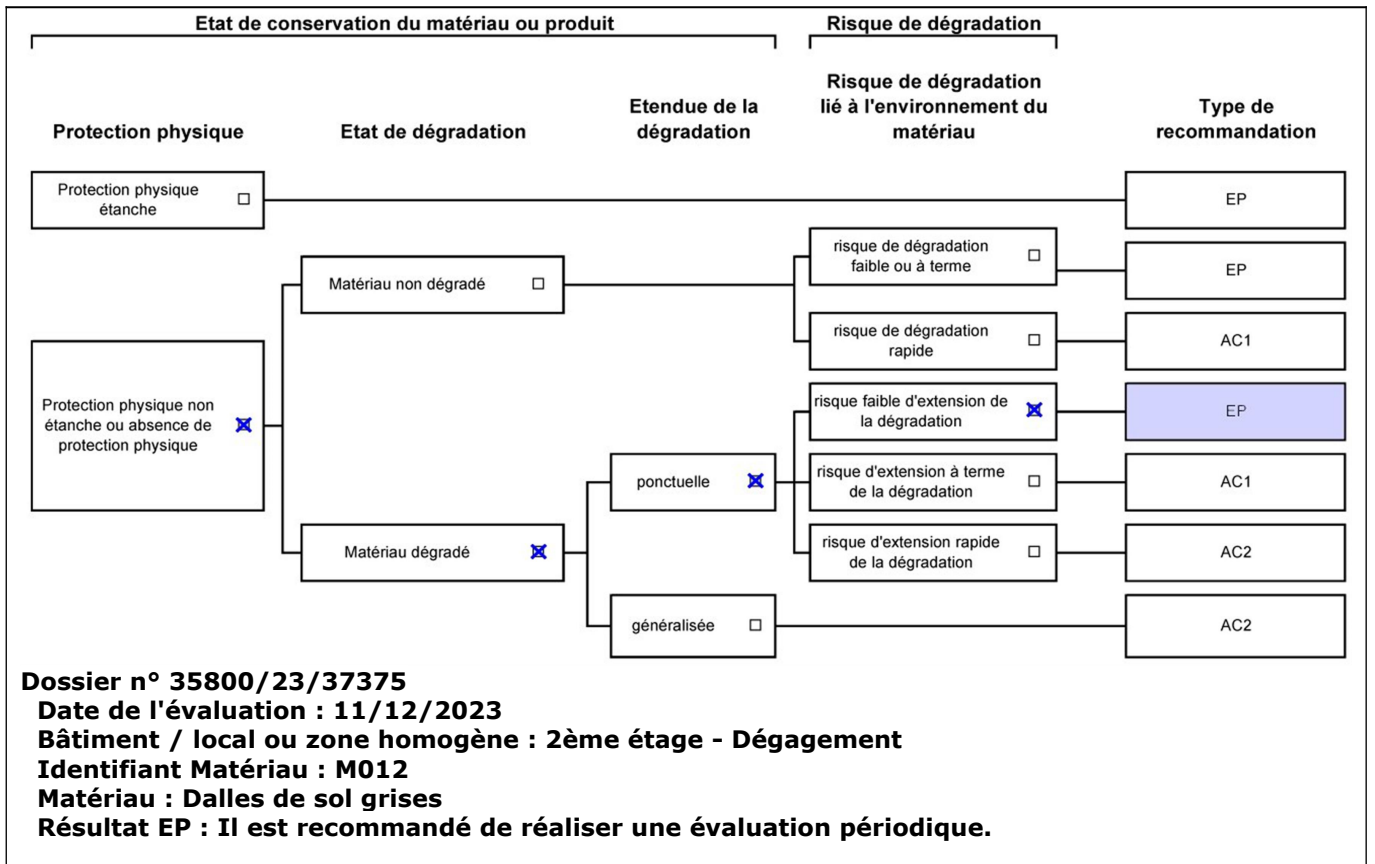 Etat de conservation du matériau ou produit
Risque de dégradation
Protection physique
Etat de dégradation
Etendue de la
dégradation
Risque de dégradation
lié à l'environnement du
matériau
Type de
recommandation
Protection physique
étanche
EP
Matériau non dégradé
risque de dégradation
faible ou à terme
EP
risque de dégradation
rapide
AC1
Protection physique non
étanche ou absence de
protection physique
risque faible d'extension de
la dégradation
EP
ponctuelle
risque d'extension à terme
de la dégradation
AC1
Matériau dégradé
risque d'extension rapide
de la dégradation
AC2
généralisée
AC2
Dossier n° 35800/23/37375
Date de l'évaluation : 11/12/2023
Bâtiment / local ou zone homogène : 2ème étage - Dégagement
Identifiant Matériau : M012
Matériau : Dalles de sol grises
Résultat EP : Il est recommandé de réaliser une évaluation périodique.